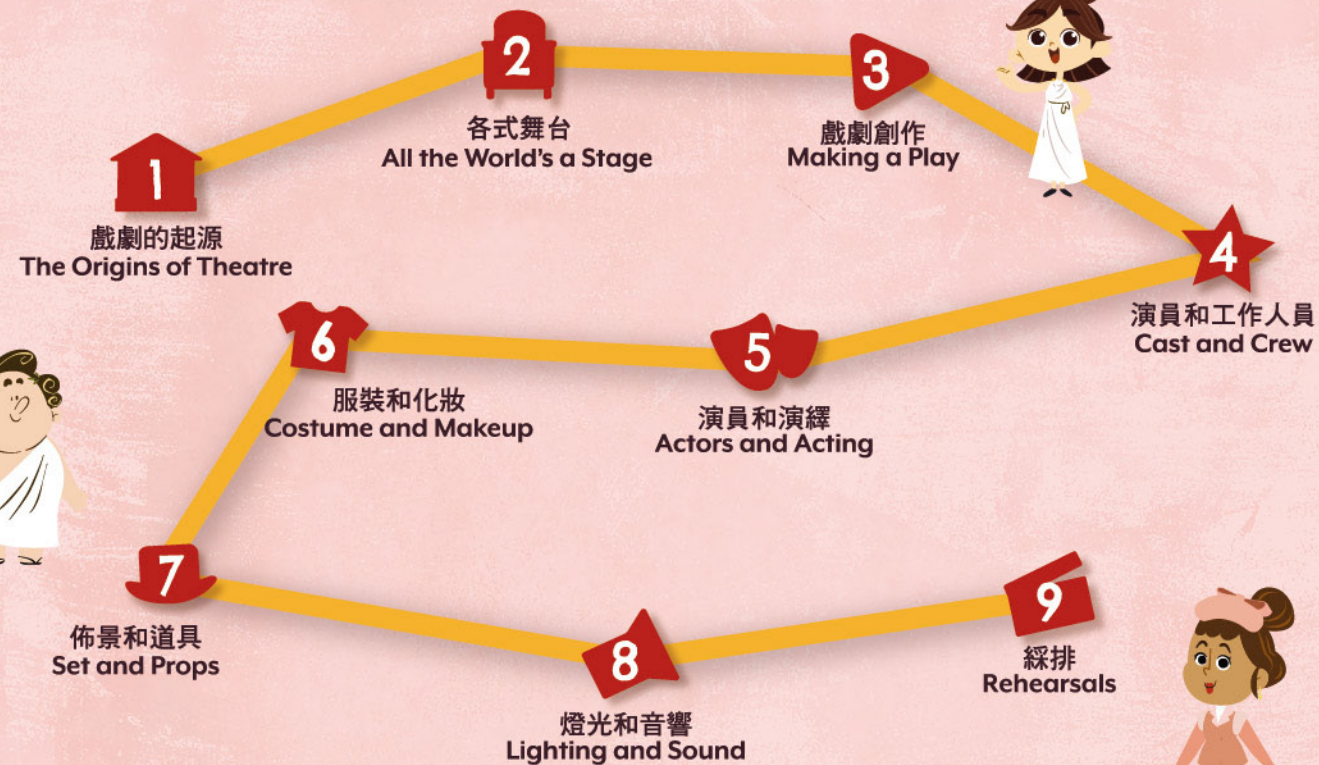 1
戲劇的起源
The Origins of Theatre
2
各式舞台
All the World's a Stage
3
戲劇創作
Making a Play
4
演員和工作人員
Cast and Crew
5
演員和演繹
Actors and Acting
6
服裝和化妝
Costume and Makeup
7
佈景和道具
Set and Props
8
燈光和音響
Lighting and Sound
9
綵排
Rehearsals